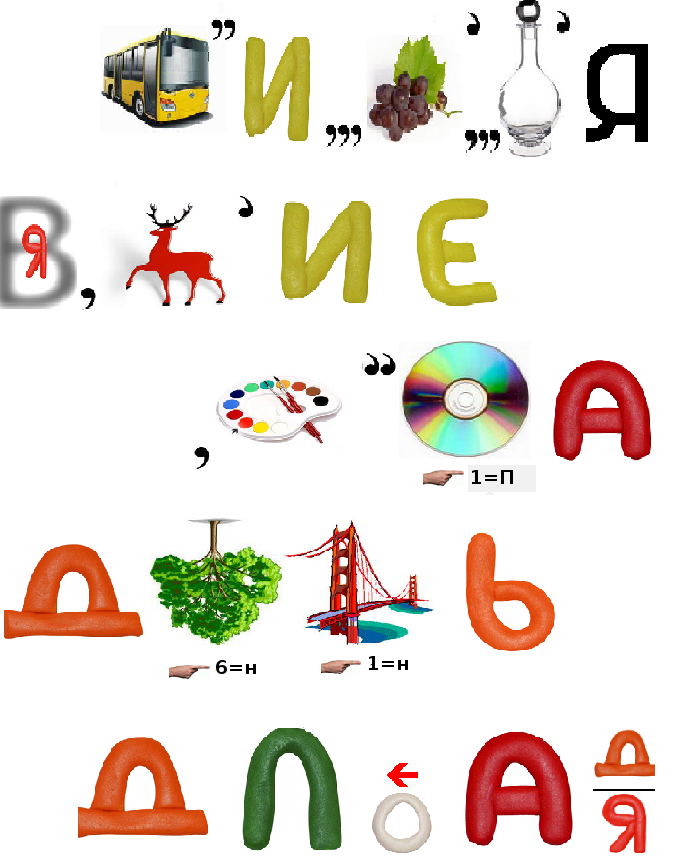 ,, И ,,, ,,, , , Я
В я , , И Е
, ,, А
1=П
Д Ь
6=н 1=н
Д Л ← О А Д Я